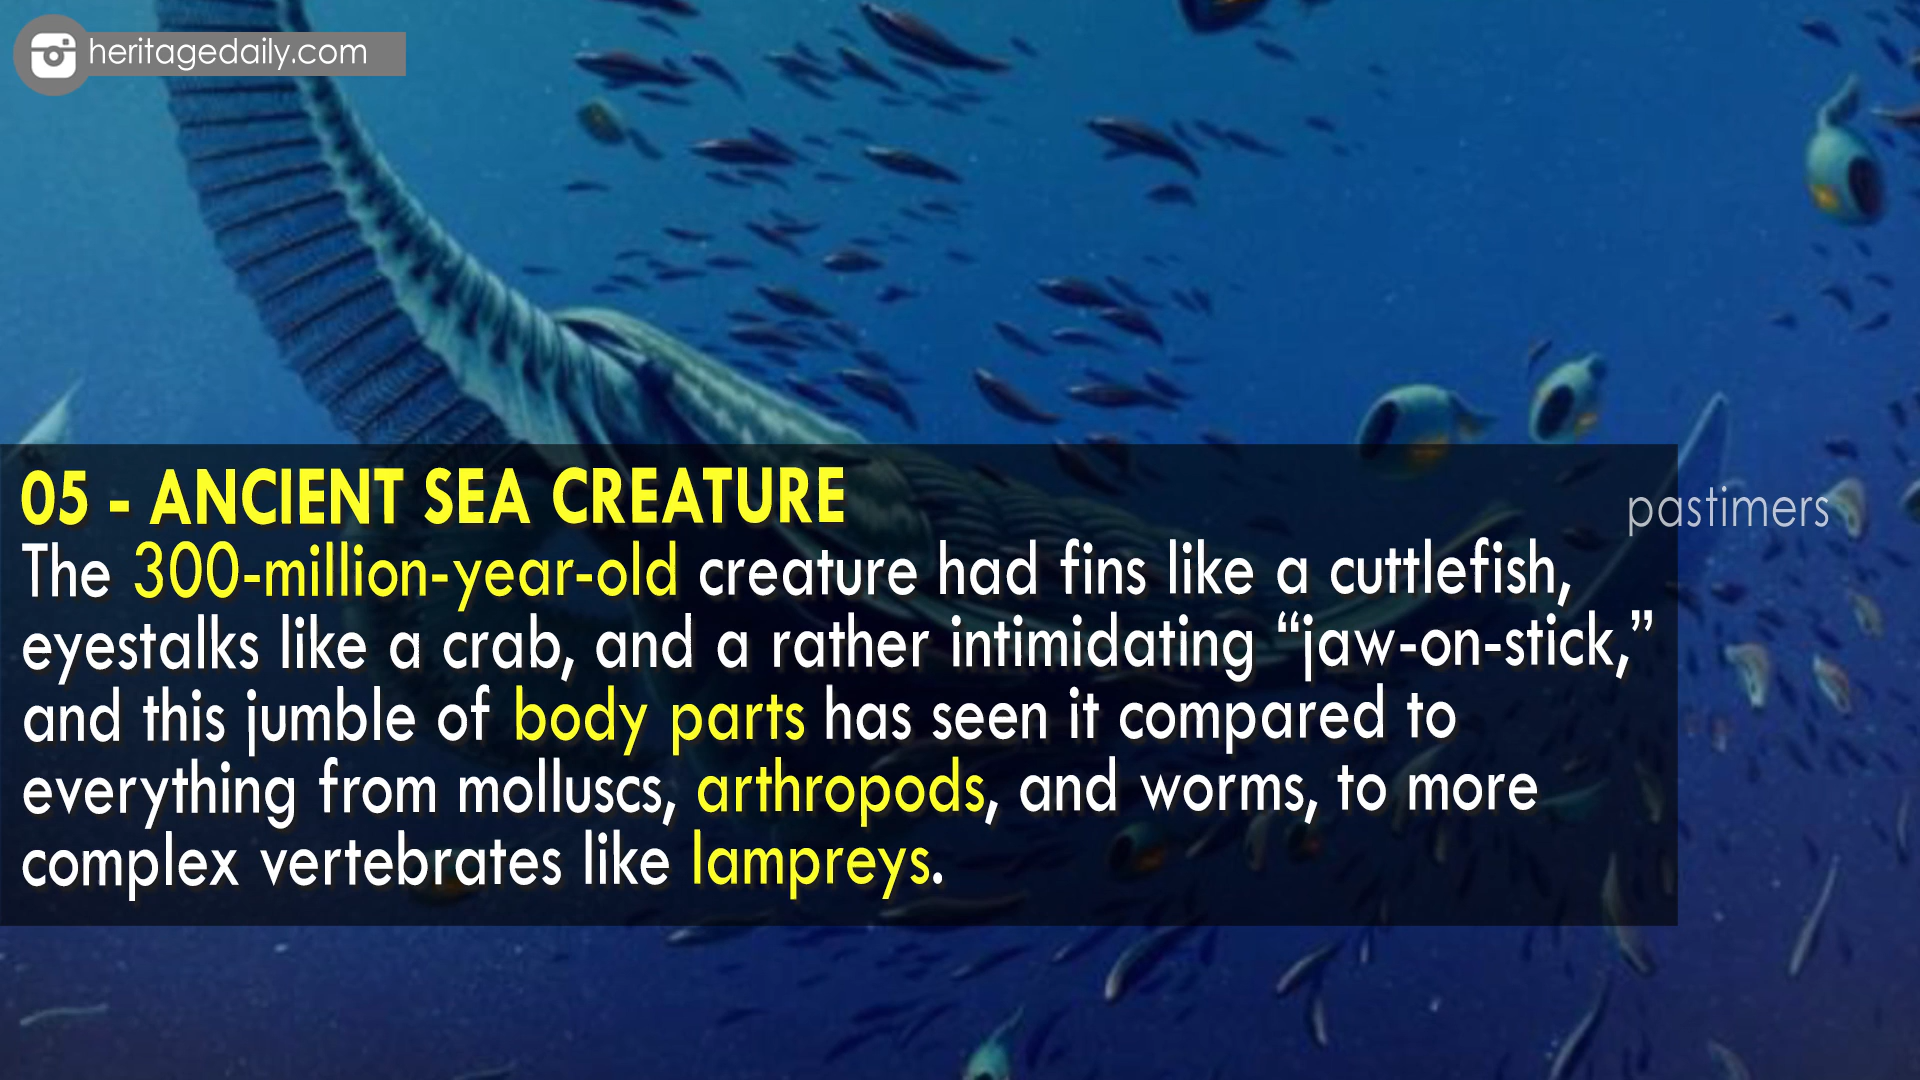 heritagedaily.com
05 - ANCIENT SEA CREATURE
pastimers
The 300-million-year-old creature had fins like a cuttlefish,
eyestalks like a crab, and a rather intimidating “jaw-on-stick,”
and this jumble of body parts has seen it compared to
everything from molluscs, arthropods, and worms, to more
complex vertebrates like lampreys.